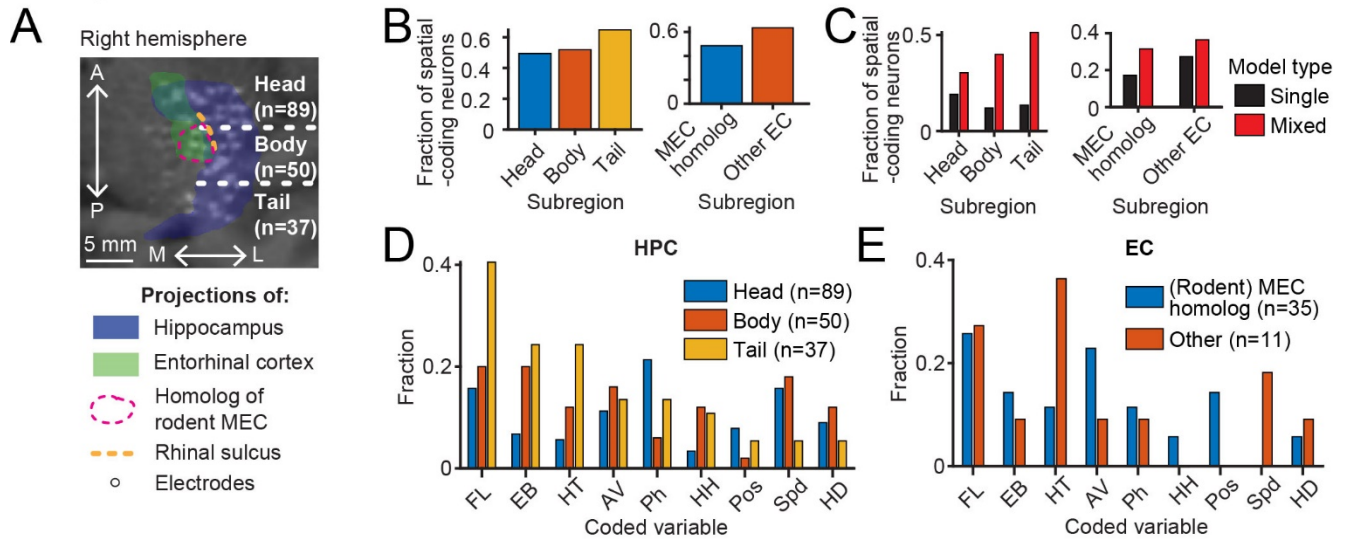 A
Right hemisphere
A
P
Head
(n=89)
Body
(n=50)
Tail
(n=37)
5 mm
M
L
Projections of:
Hippocampus
Entorhinal cortex
Homolog of
rodent MEC
Rhinal sulcus
Electrodes
B
Fraction of spatial
-coding neurons
0.6
0.4
0.2
0
Head
Body
Tail
Subregion
0.6
0
MEC
homolog
Other EC
Subregion
C
Fraction of spatial
-coding neurons
0.5
0
Head
Body
Tail
Subregion
0.4
0.2
0
MEC
homolog
Other EC
Subregion
Model type
Single
Mixed
D
HPC
Fraction
0.4
0.2
0
Head (n=89)
Body (n=50)
Tail (n=37)
FL
EB
HT
AV
Ph
HH
Pos
Spd
HD
Coded variable
E
EC
Fraction
0.4
0.2
0
(Rodent) MEC
homolog (n=35)
Other (n=11)
FL
EB
HT
AV
Ph
HH
Pos
Spd
HD
Coded variable